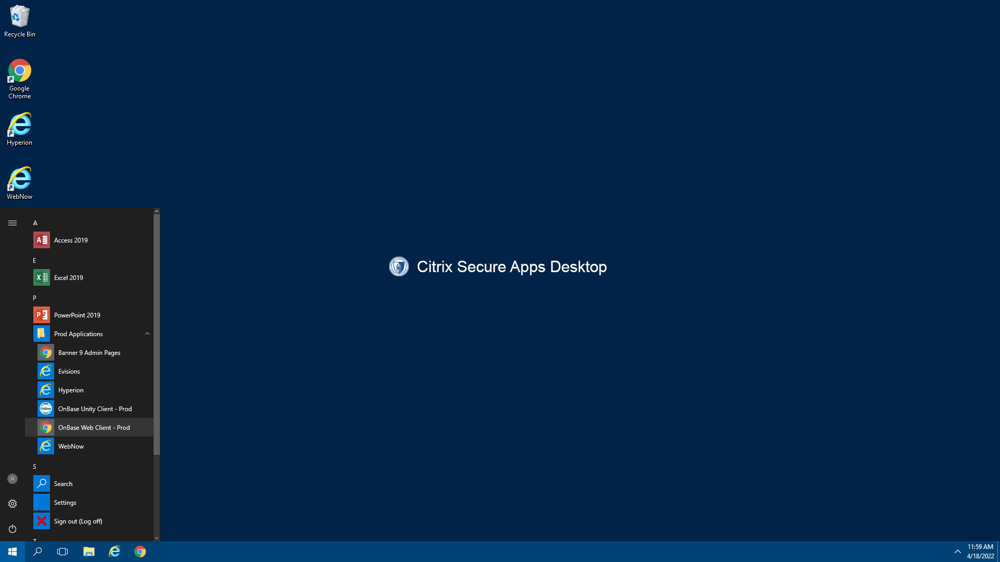 Recycle Bin
Google
Chrome
Hyperion
WebNow
Citrix Secure Apps Desktop
A
Access 2019
E
Excel 2019
P
PowerPoint 2019
Prod Applications
Banner 9 Admin Pages
Evisions
Hyperion
OnBase Unity Client - Prod
OnBase Web Client - Prod
WebNow
S
Search
Settings
Sign out (Log off)
11:59 AM
4/18/2022